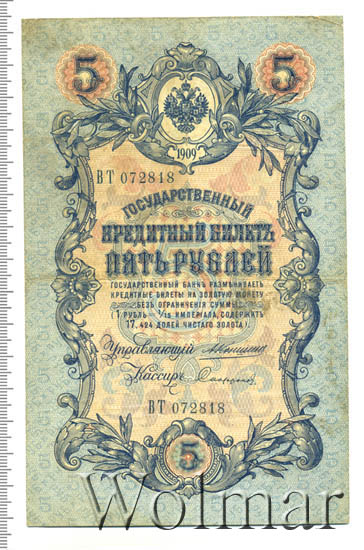 5 5
1909
ВТ 072818
ГОСУДАРСТВЕННЫЙ
КРЕДИТНЫЙ БИЛЕТЪ
ПЯТЬ РУБЛЕЙ
ГОСУДАРСТВЕННЫЙ БАНКЪ РАЗМѢНИВАЕТЪ
КРЕДИТНЫЕ БИЛЕТЫ НА ЗОЛОТУЮ МОНЕТУ
БЕЗЪ ОГРАНИЧЕНІЯ СУММЫ
(1 РУБЛЬ = 1/15 ИМПЕРІАЛА, СОДЕРЖИТЪ
17,424 ДОЛЕЙ ЧИСТАГО ЗОЛОТА)
Управляющій
Кассиръ
ВТ 072818
5
Wolmar